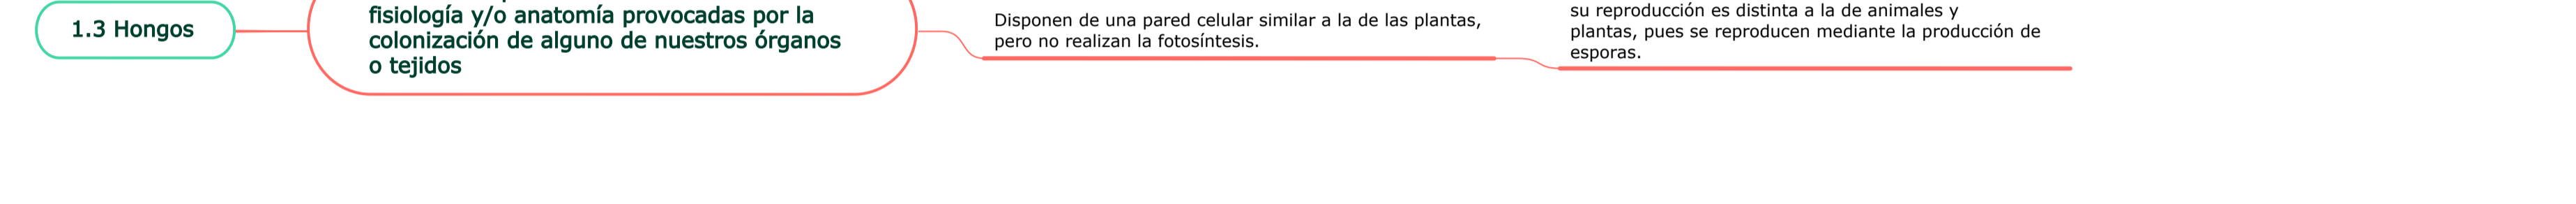 1.3 Hongos
fisiología y/o anatomía provocadas por la
colonización de alguno de nuestros órganos
o tejidos
Disponen de una pared celular similar a la de las plantas,
pero no realizan la fotosíntesis.
su reproducción es distinta a la de animales y
plantas, pues se reproducen mediante la producción de
esporas.